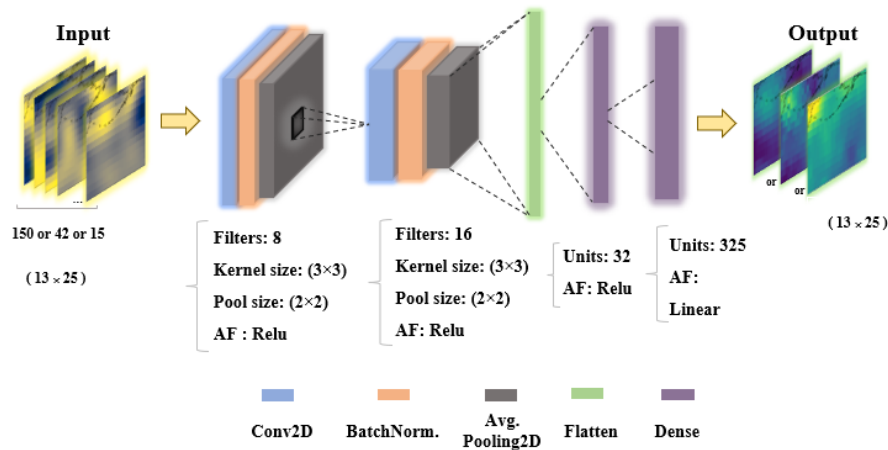 Input
...
150 or 42 or 15
(13 × 25)
Filters: 8
Kernel size: (3×3)
Pool size: (2×2)
AF : Relu
Filters: 16
Kernel size: (3×3)
Pool size: (2×2)
AF: Relu
Units: 32
AF: Relu
Units: 325
AF:
Linear
Output
or
or
(13 × 25)
Conv2D
BatchNorm.
Avg.
Pooling2D
Flatten
Dense